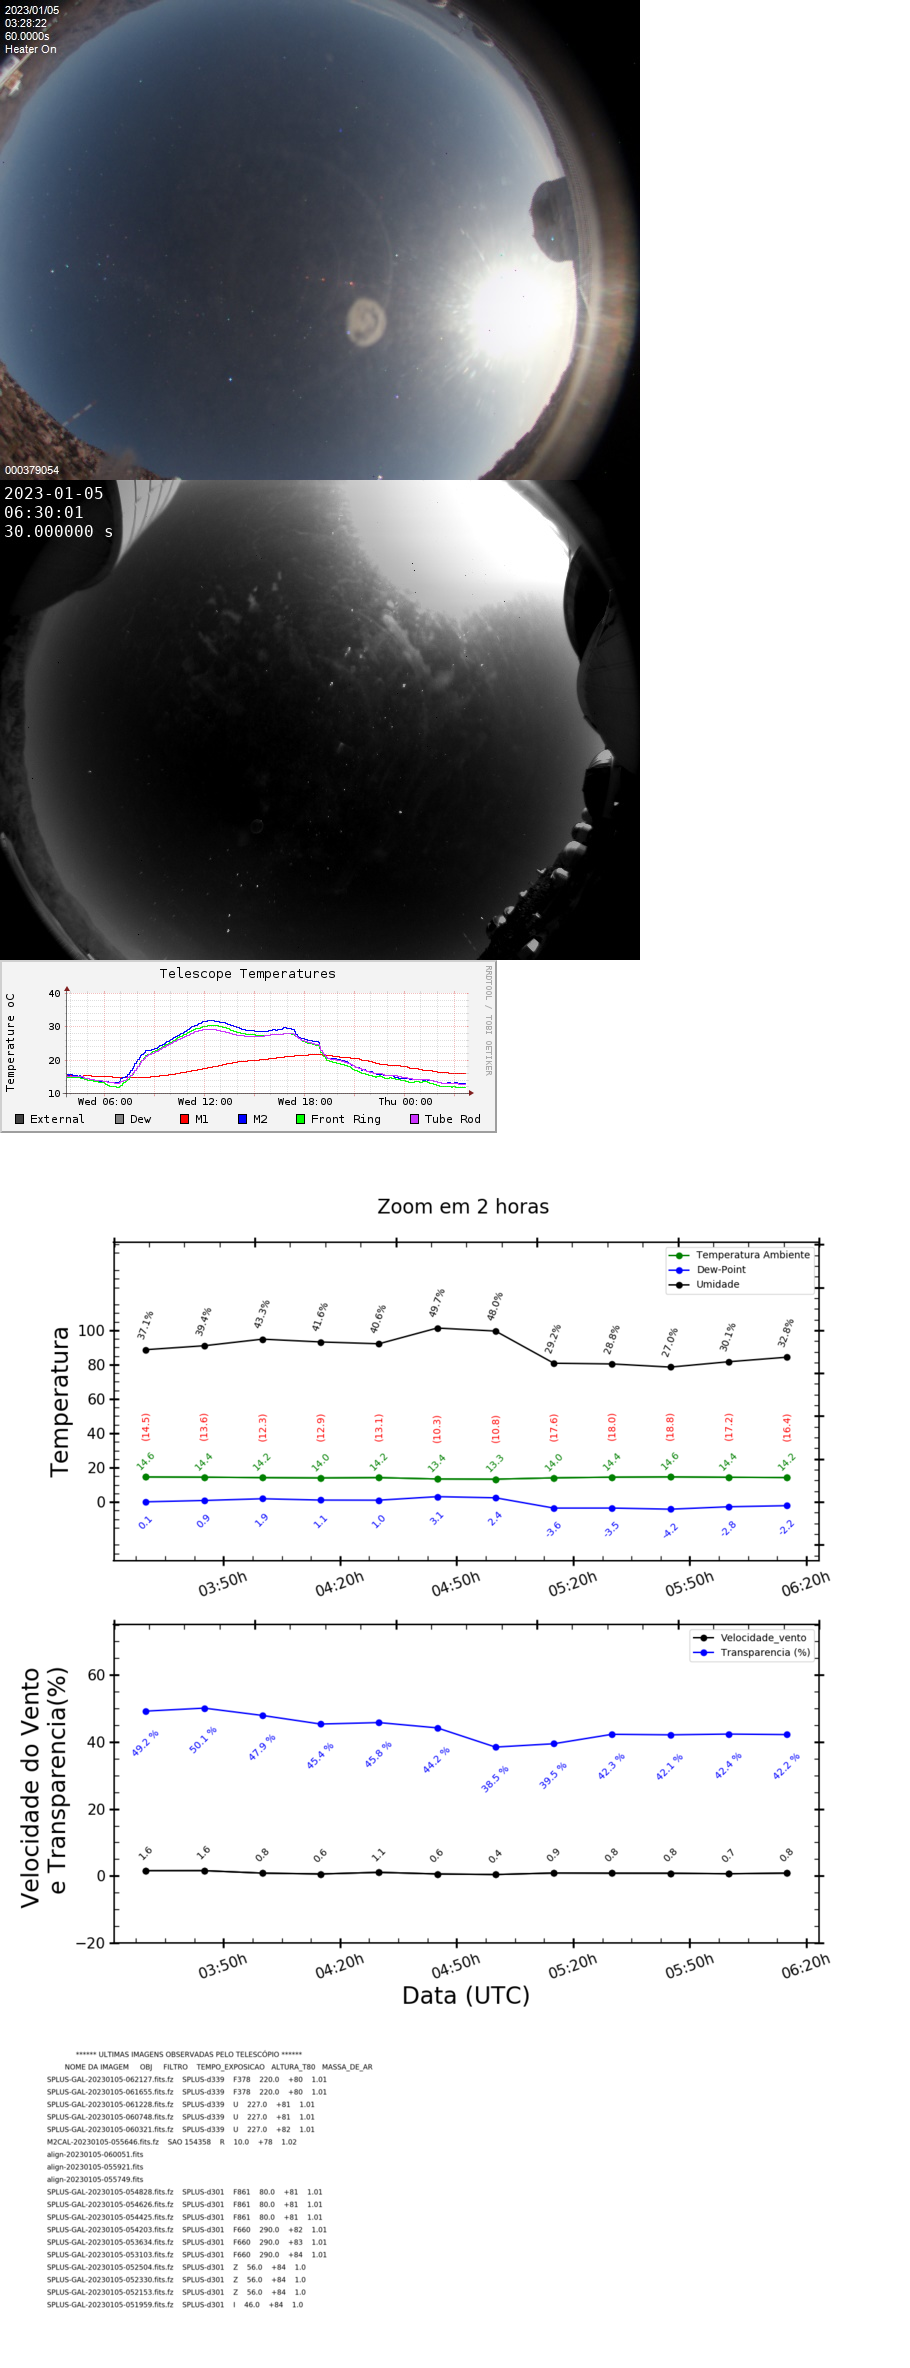 2023/01/05
03:28:22
60.0000s
Heater On
000379054
2023-01-05
06:30:01
30.000000 s
Telescope Temperatures
RRDTOOL / TOBI OETIKER
Temperature oC
40
30
20
10
Wed 06:00 Wed 12:00 Wed 18:00 Thu 00:00
External Dew M1 M2 Front Ring Tube Rod
Zoom em 2 horas
Temperatura Ambiente
Dew-Point
Umidade
Temperatura
100
80
60
40
20
0
37.1% 39.4% 43.3% 41.6% 40.6% 49.7% 48.0% 29.2% 28.8% 27.0% 30.1% 32.8%
(14.5) (13.6) (12.3) (12.9) (13.1) (10.3) (10.8) (17.6) (18.0) (18.8) (17.2) (16.4)
14.6 14.4 14.2 14.0 14.2 13.4 13.3 14.0 14.4 14.6 14.4 14.2
0.1 0.9 1.9 1.1 1.0 3.1 2.4 -3.6 -3.5 -4.2 -2.8 -2.2
03:50h 04:20h 04:50h 05:20h 05:50h 06:20h
Velocidade_vento
Transparencia (%)
Velocidade do Vento
e Transparencia(%)
60
40
20
0
−20
49.2 % 50.1 % 47.9 % 45.4 % 45.8 % 44.2 % 38.5 % 39.5 % 42.3 % 42.1 % 42.4 % 42.2 %
1.6 1.6 0.8 0.6 1.1 0.6 0.4 0.9 0.8 0.8 0.7 0.8
03:50h 04:20h 04:50h 05:20h 05:50h 06:20h
Data (UTC)
****** ULTIMAS IMAGENS OBSERVADAS PELO TELESCÓPIO ******
NOME DA IMAGEM OBJ FILTRO TEMPO_EXPOSICAO ALTURA_T80 MASSA_DE_AR
SPLUS-GAL-20230105-062127.fits.fz SPLUS-d339 F378 220.0 +80 1.01
SPLUS-GAL-20230105-061655.fits.fz SPLUS-d339 F378 220.0 +80 1.01
SPLUS-GAL-20230105-061228.fits.fz SPLUS-d339 U 227.0 +81 1.01
SPLUS-GAL-20230105-060748.fits.fz SPLUS-d339 U 227.0 +81 1.01
SPLUS-GAL-20230105-060321.fits.fz SPLUS-d339 U 227.0 +82 1.01
M2CAL-20230105-055646.fits.fz SAO 154358 R 10.0 +78 1.02
align-20230105-060051.fits
align-20230105-055921.fits
align-20230105-055749.fits
SPLUS-GAL-20230105-054828.fits.fz SPLUS-d301 F861 80.0 +81 1.01
SPLUS-GAL-20230105-054626.fits.fz SPLUS-d301 F861 80.0 +81 1.01
SPLUS-GAL-20230105-054425.fits.fz SPLUS-d301 F861 80.0 +81 1.01
SPLUS-GAL-20230105-054203.fits.fz SPLUS-d301 F660 290.0 +82 1.01
SPLUS-GAL-20230105-053634.fits.fz SPLUS-d301 F660 290.0 +83 1.01
SPLUS-GAL-20230105-053103.fits.fz SPLUS-d301 F660 290.0 +84 1.01
SPLUS-GAL-20230105-052504.fits.fz SPLUS-d301 Z 56.0 +84 1.0
SPLUS-GAL-20230105-052330.fits.fz SPLUS-d301 Z 56.0 +84 1.0
SPLUS-GAL-20230105-052153.fits.fz SPLUS-d301 Z 56.0 +84 1.0
SPLUS-GAL-20230105-051959.fits.fz SPLUS-d301 I 46.0 +84 1.0